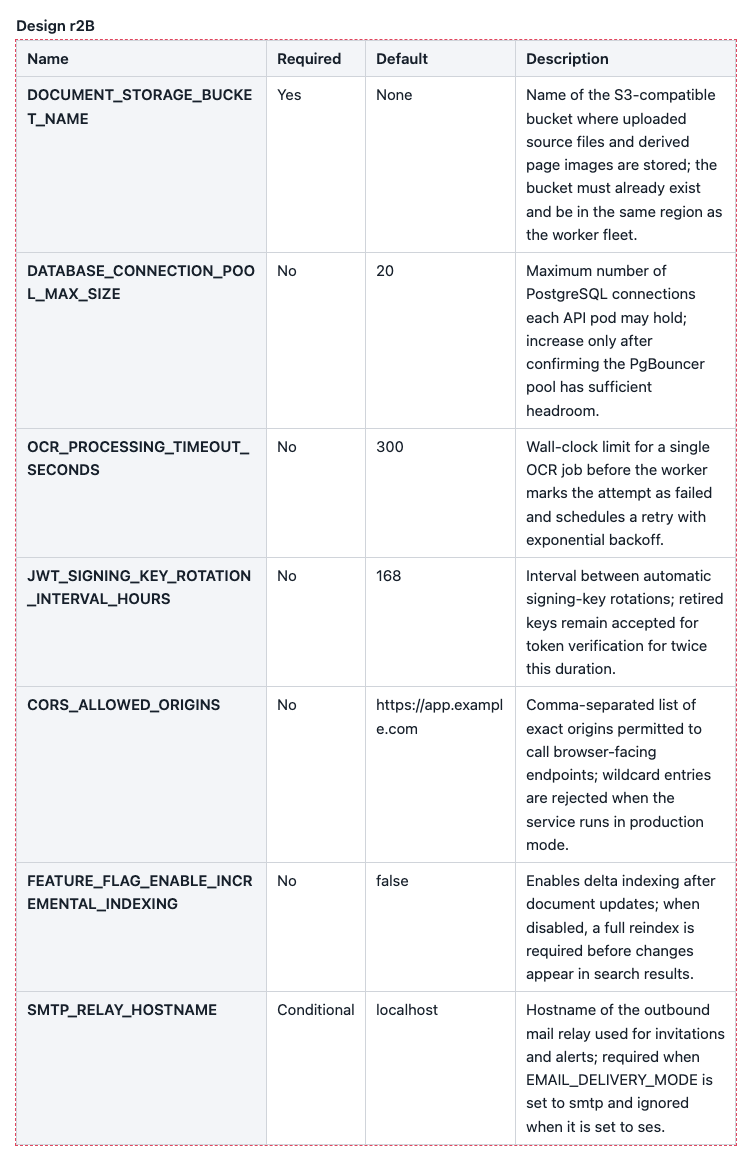 Design r2B
Name Required Default Description
DOCUMENT_STORAGE_BUCKE Yes None Name of the S3-compatible
T_NAME bucket where uploaded
source files and derived
page images are stored; the
bucket must already exist
and be in the same region as
the worker fleet.
DATABASE_CONNECTION_POO No 20 Maximum number of
L_MAX_SIZE PostgreSQL connections
each API pod may hold;
increase only after
confirming the PgBouncer
pool has sufficient
headroom.
OCR_PROCESSING_TIMEOUT_ No 300 Wall-clock limit for a single
SECONDS OCR job before the worker
marks the attempt as failed
and schedules a retry with
exponential backoff.
JWT_SIGNING_KEY_ROTATION No 168 Interval between automatic
_INTERVAL_HOURS signing-key rotations; retired
keys remain accepted for
token verification for twice
this duration.
CORS_ALLOWED_ORIGINS No https://app.exampl Comma-separated list of
e.com exact origins permitted to
call browser-facing
endpoints; wildcard entries
are rejected when the
service runs in production
mode.
FEATURE_FLAG_ENABLE_INCR No false Enables delta indexing after
EMENTAL_INDEXING document updates; when
disabled, a full reindex is
required before changes
appear in search results.
SMTP_RELAY_HOSTNAME Conditional localhost Hostname of the outbound
mail relay used for invitations
and alerts; required when
EMAIL_DELIVERY_MODE is
set to smtp and ignored
when it is set to ses.